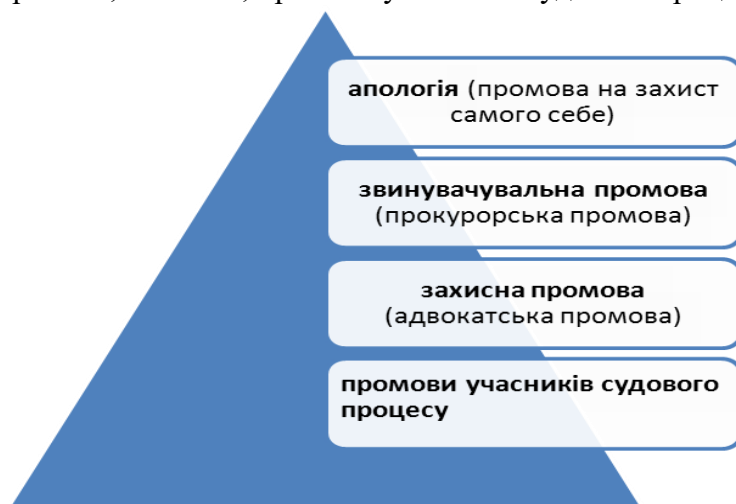 апологія (промова на захист
самого себе)
звинувачувальна промова
(прокурорська промова)
захисна промова
(адвокатська промова)
промови учасників судового
процесу